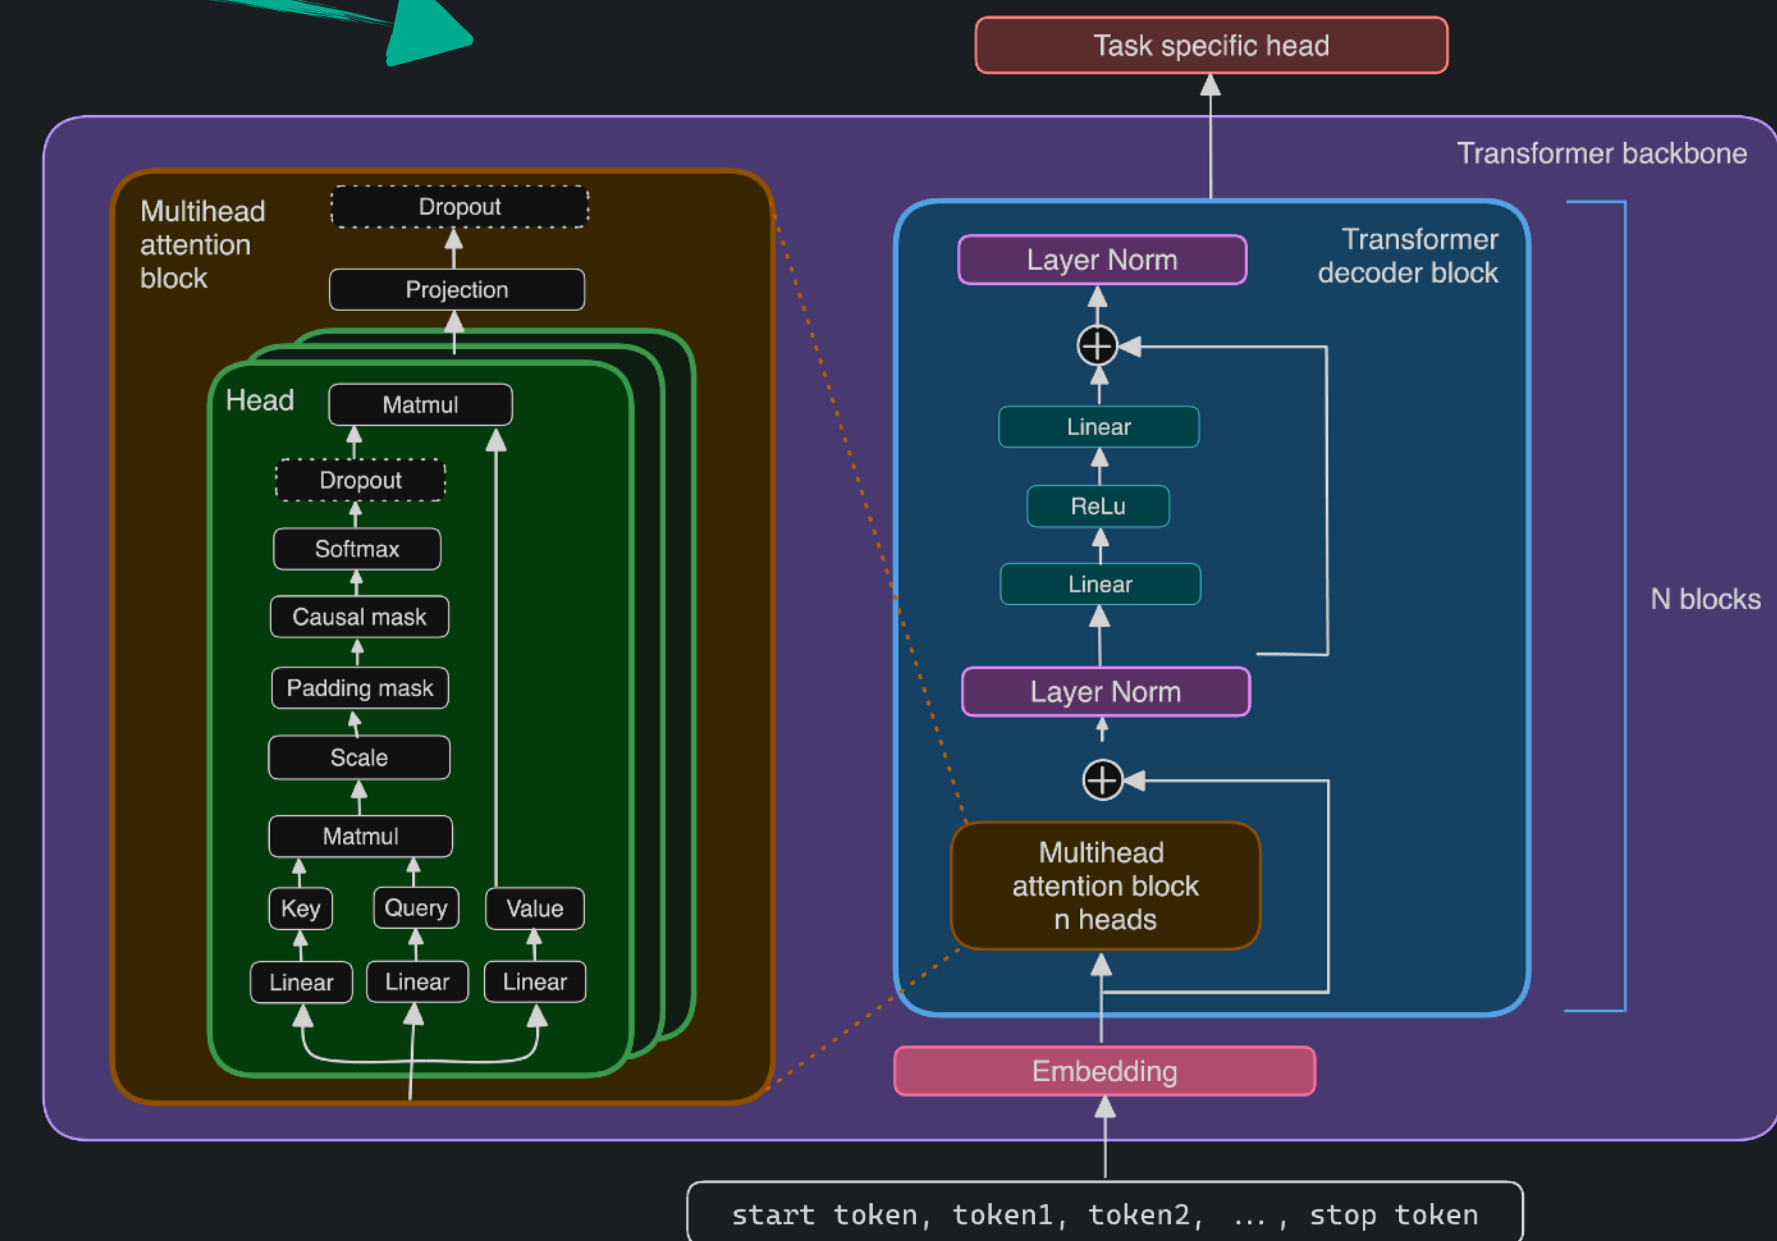 Task specific head
Transformer backbone
Multihead
attention
block
Dropout
Projection
Head
Matmul
Dropout
Softmax
Causal mask
Padding mask
Scale
Matmul
Key
Query
Value
Linear
Linear
Linear
Transformer
decoder block
Layer Norm
Linear
ReLu
Linear
Layer Norm
Multihead
attention block
n heads
N blocks
Embedding
start token, token1, token2, ..., stop token